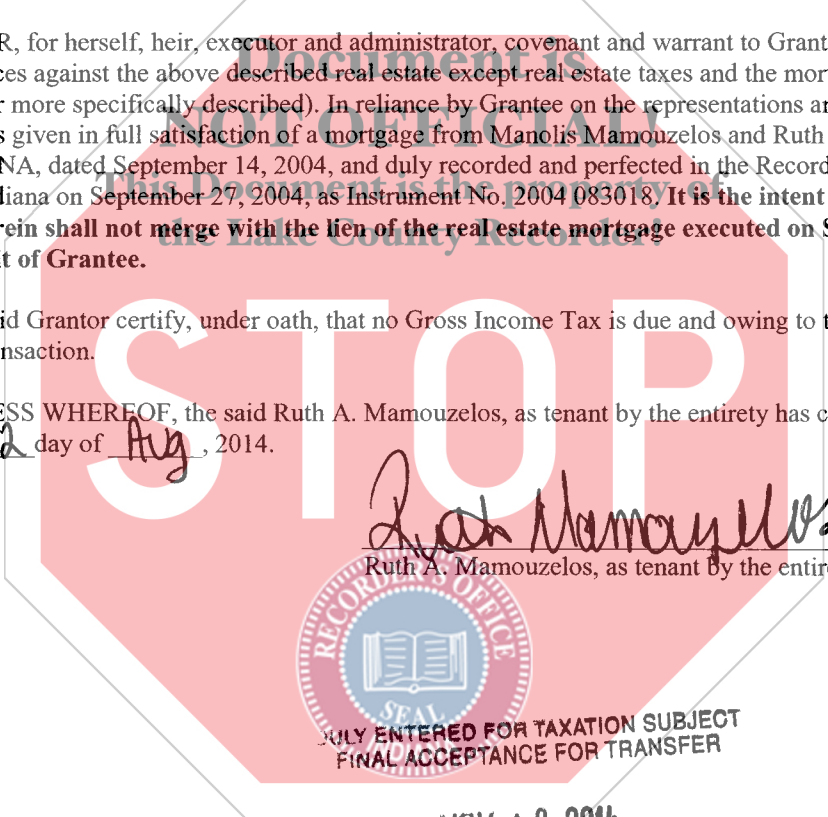 R, for herself, heir, executor and administrator, covenant and warrant to Grant
Document is
ces against the above described real estate except real estate taxes and the mor
r more specifically described). In reliance by Grantee on the representations a
NOT OFFICIAL!
s given in full satisfaction of a mortgage from Manolis Mamouzelos and Ruth
NA, dated September 14, 2004, and duly recorded and perfected in the Record
This Document is the property of
diana on September 27, 2004, as Instrument No. 2004 083018. It is the intent
rein shall not merge with the lien of the real estate mortgage executed on S
the Lake County Recorder!
t of Grantee.
STOP
id Grantor certify, under oath, that no Gross Income Tax is due and owing to t
nsaction.
ESS WHEREOF, the said Ruth A. Mamouzelos, as tenant by the entirety has c
2 day of Aug, 2014.
Ruth Mamouzelos
Ruth A. Mamouzelos, as tenant by the entire
RECORDER'S OFFICE
SEAL
INDIANA
DULY ENTERED FOR TAXATION SUBJECT
FINAL ACCEPTANCE FOR TRANSFER